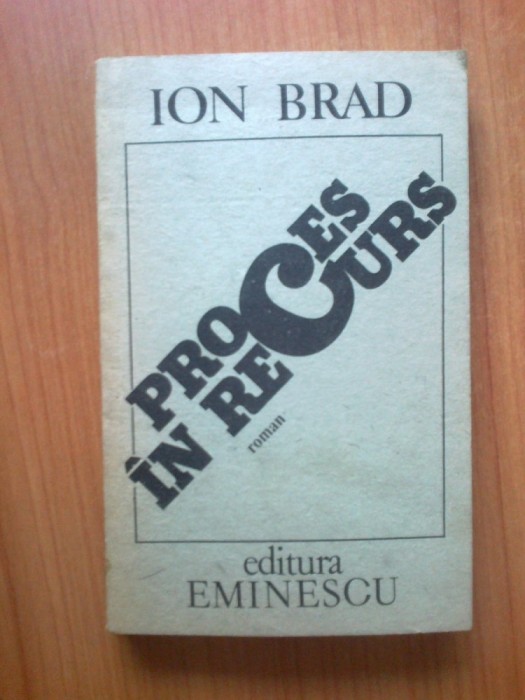 ION BRAD
PROCES
ÎN RECURS
roman
editura
EMINESCU